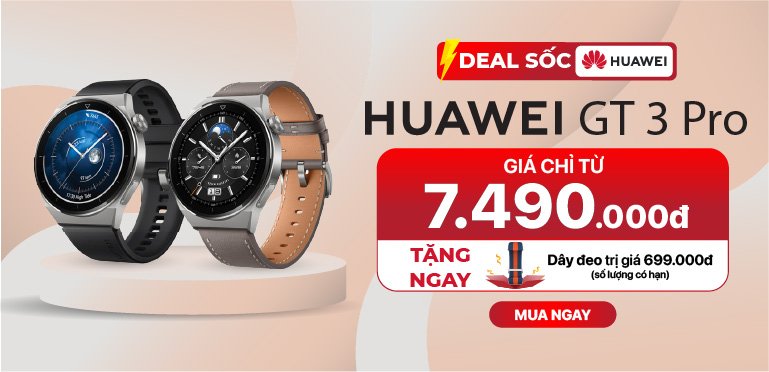 DEAL SỐC
HUAWEI
HUAWEI GT 3 Pro
GIÁ CHỈ TỪ
7.490.000đ
TẶNG NGAY
Dây đeo trị giá 699.000đ
(số lượng có hạn)
MUA NGAY